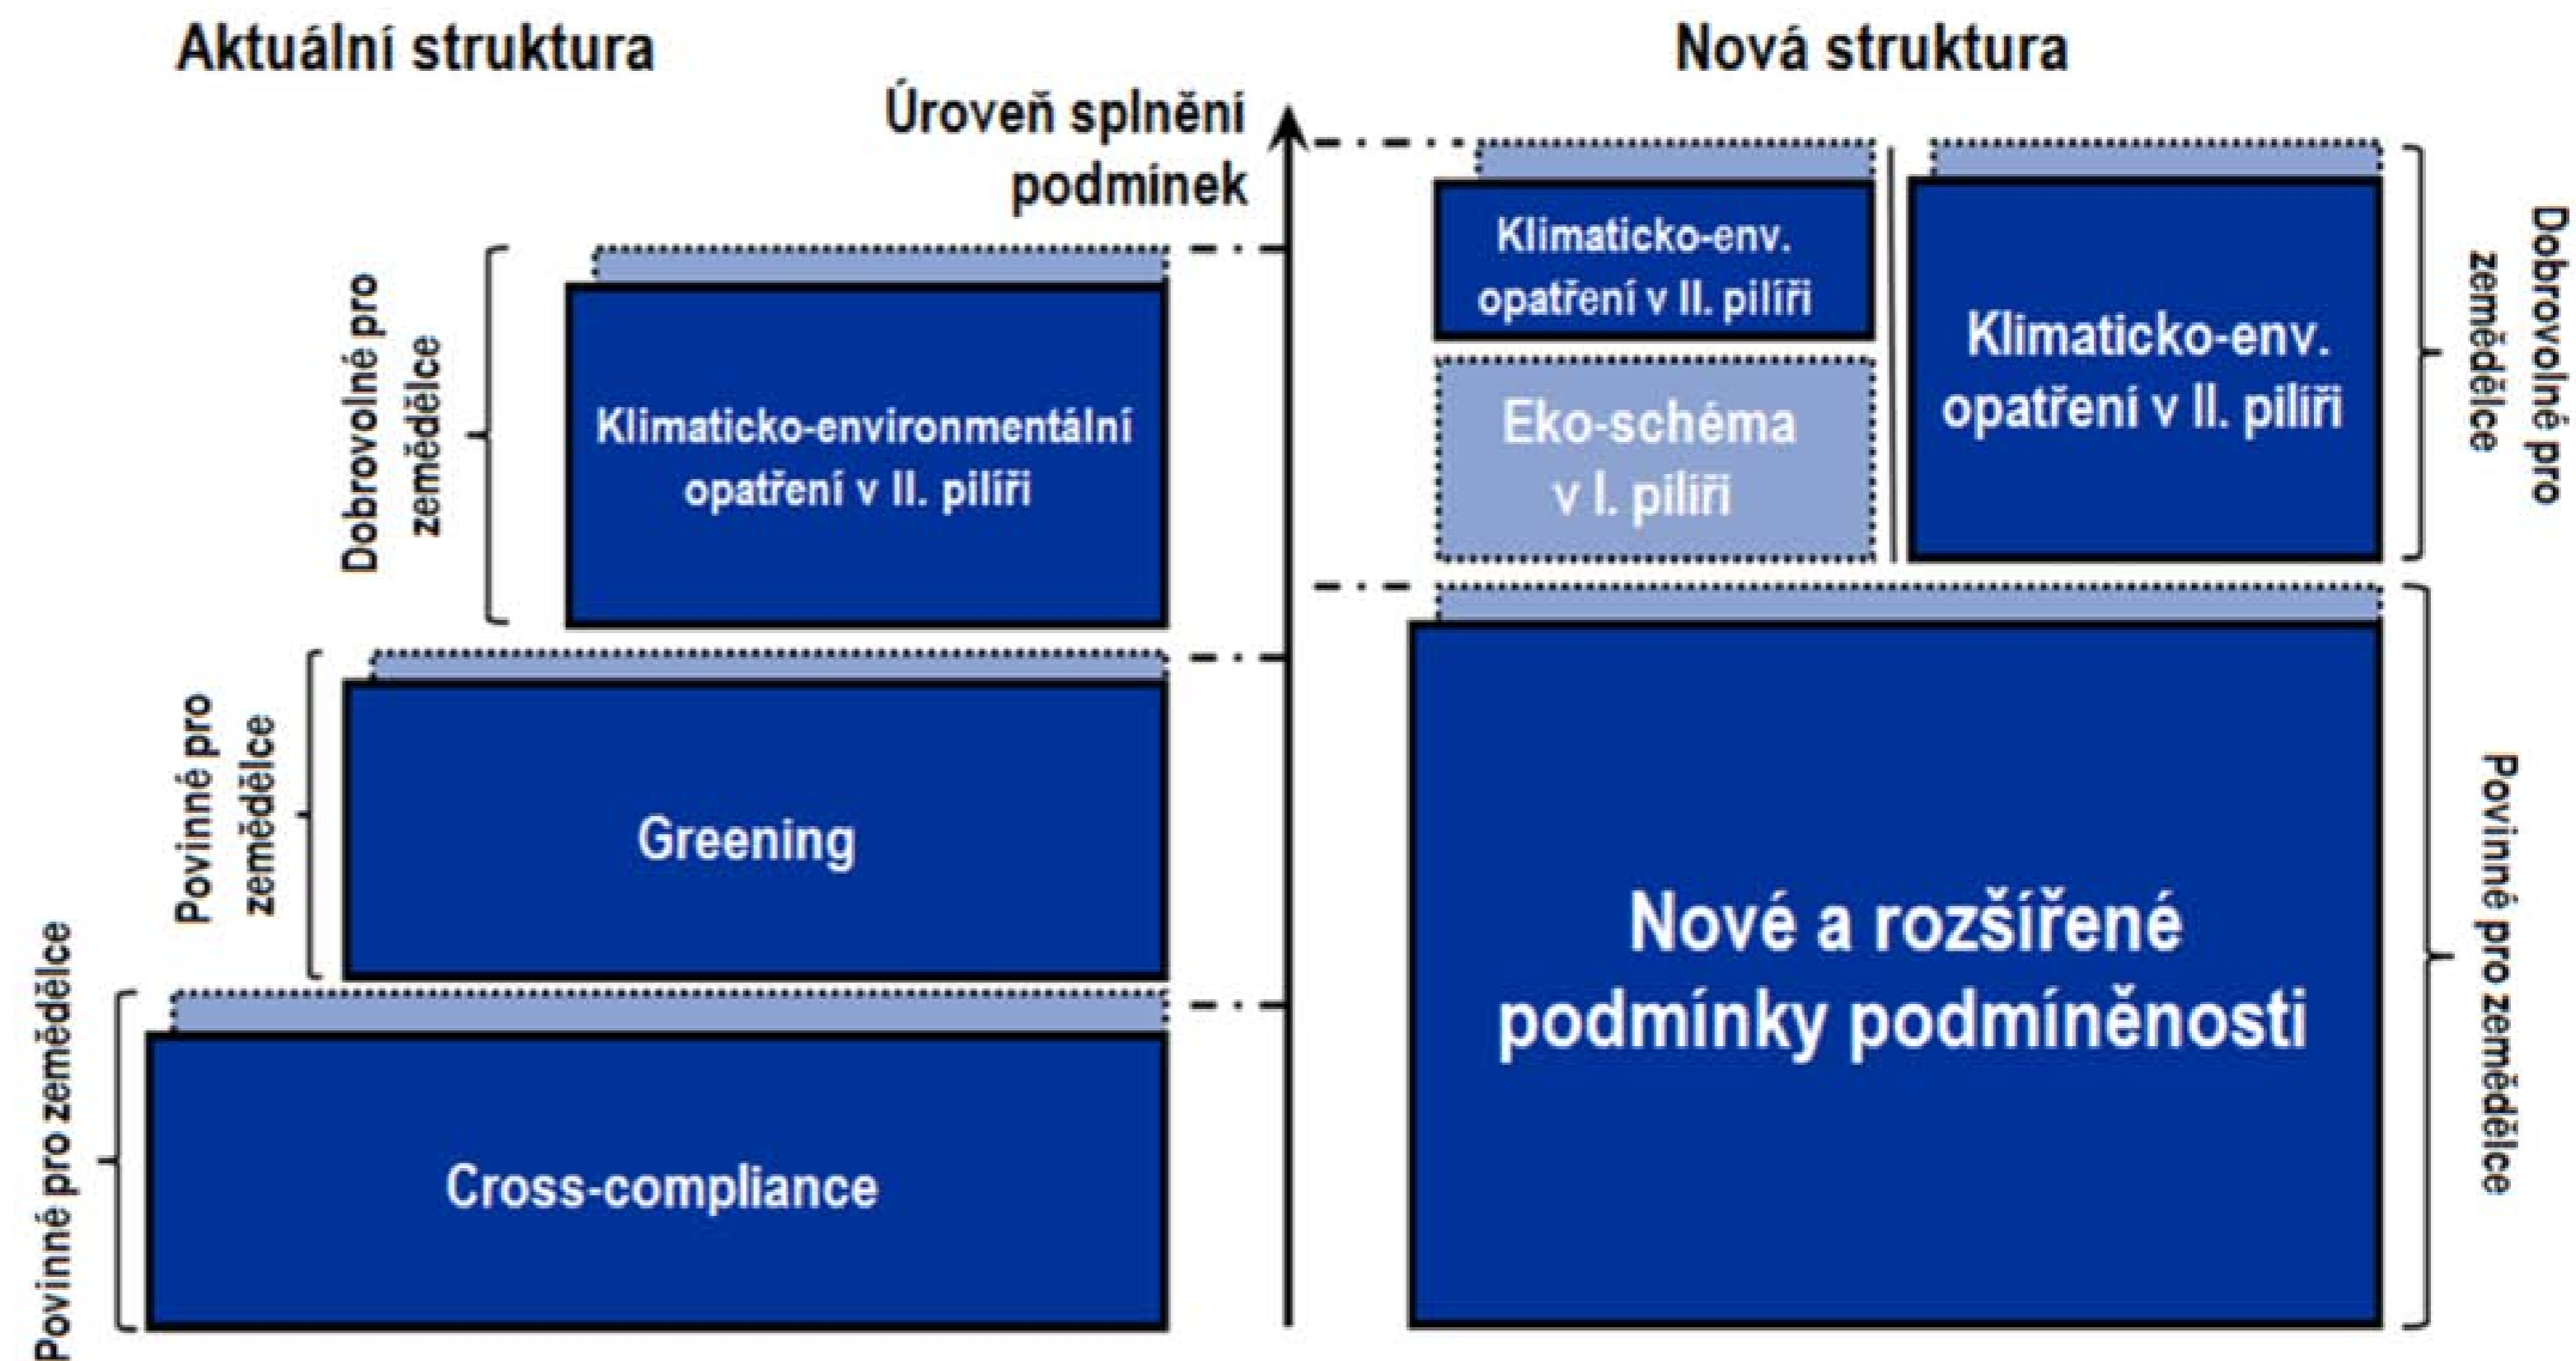 Aktuální struktura
Nová struktura
Úroveň splnění
podmínek
Dobrovolné pro
zemědělce
Klimaticko-environmentální
opatření v II. pilíři
Povinné pro
zemědělce
Greening
Povinné pro zemědělce
Cross-compliance
Klimaticko-env.
opatření v II. pilíři
Eko-schéma
v I. pilíři
Klimaticko-env.
opatření v II. pilíři
Dobrovolné pro
zemědělce
Nové a rozšířené
podmínky podmíněnosti
Povinné pro zemědělce